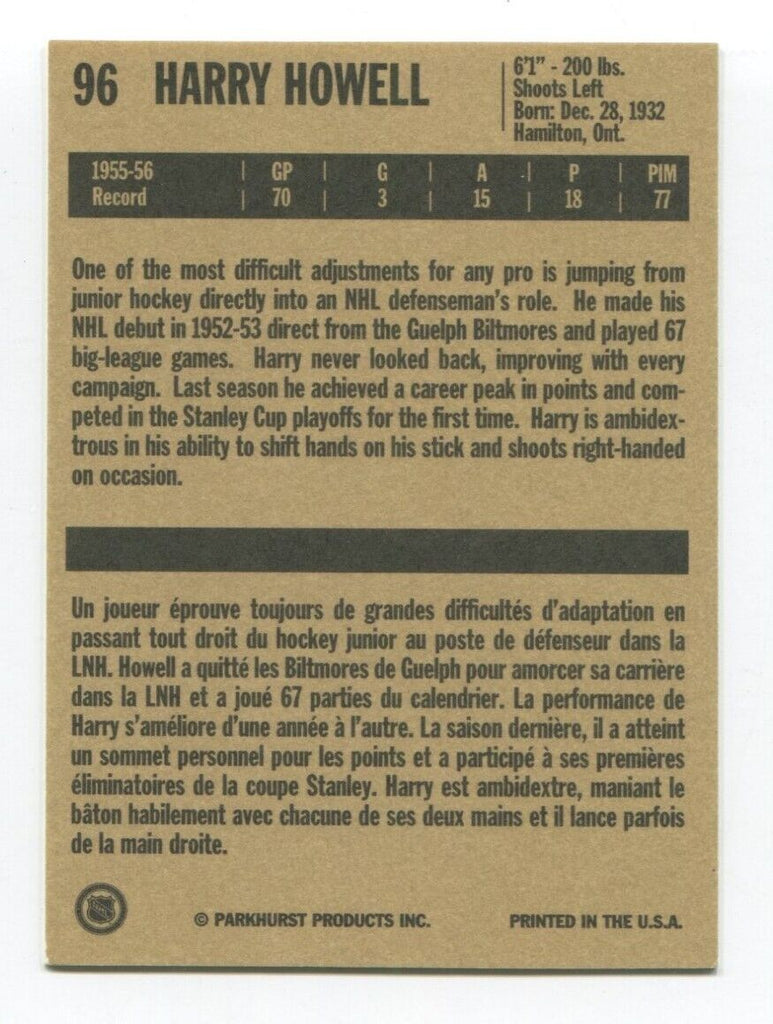 96 HARRY HOWELL
6'1" - 200 lbs.
Shoots Left
Born: Dec. 28, 1932
Hamilton, Ont.
1955-56 | GP | G | A | P | PIM
Record | 70 | 3 | 15 | 18 | 77
One of the most difficult adjustments for any pro is jumping from
junior hockey directly into an NHL defenseman's role. He made his
NHL debut in 1952-53 direct from the Guelph Biltmores and played 67
big-league games. Harry never looked back, improving with every
campaign. Last season he achieved a career peak in points and com-
peted in the Stanley Cup playoffs for the first time. Harry is ambidex-
trous in his ability to shift hands on his stick and shoots right-handed
on occasion.
Un joueur éprouve toujours de grandes difficultés d'adaptation en
passant tout droit du hockey junior au poste de défenseur dans la
LNH. Howell a quitté les Biltmores de Guelph pour amorcer sa carrière
dans la LNH et a joué 67 parties du calendrier. La performance de
Harry s'améliore d'une année à l'autre. La saison dernière, il a atteint
un sommet personnel pour les points et a participé à ses premières
éliminatoires de la coupe Stanley. Harry est ambidextre, maniant le
bâton habilement avec chacune de ses deux mains et il lance parfois
de la main droite.
© PARKHURST PRODUCTS INC. PRINTED IN THE U.S.A.